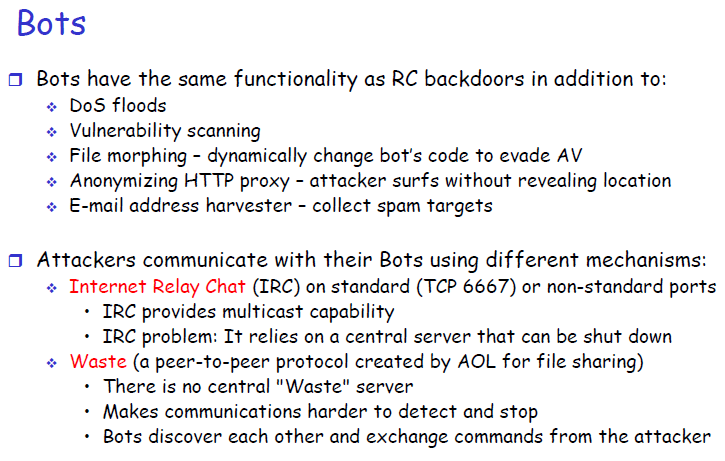 Bots
Bots have the same functionality as RC backdoors in addition to:
DoS floods
Vulnerability scanning
File morphing – dynamically change bot's code to evade AV
Anonymizing HTTP proxy – attacker surfs without revealing location
E-mail address harvester – collect spam targets
Attackers communicate with their Bots using different mechanisms:
Internet Relay Chat (IRC) on standard (TCP 6667) or non-standard ports
• IRC provides multicast capability
• IRC problem: It relies on a central server that can be shut down
Waste (a peer-to-peer protocol created by AOL for file sharing)
• There is no central "Waste" server
• Makes communications harder to detect and stop
• Bots discover each other and exchange commands from the attacker